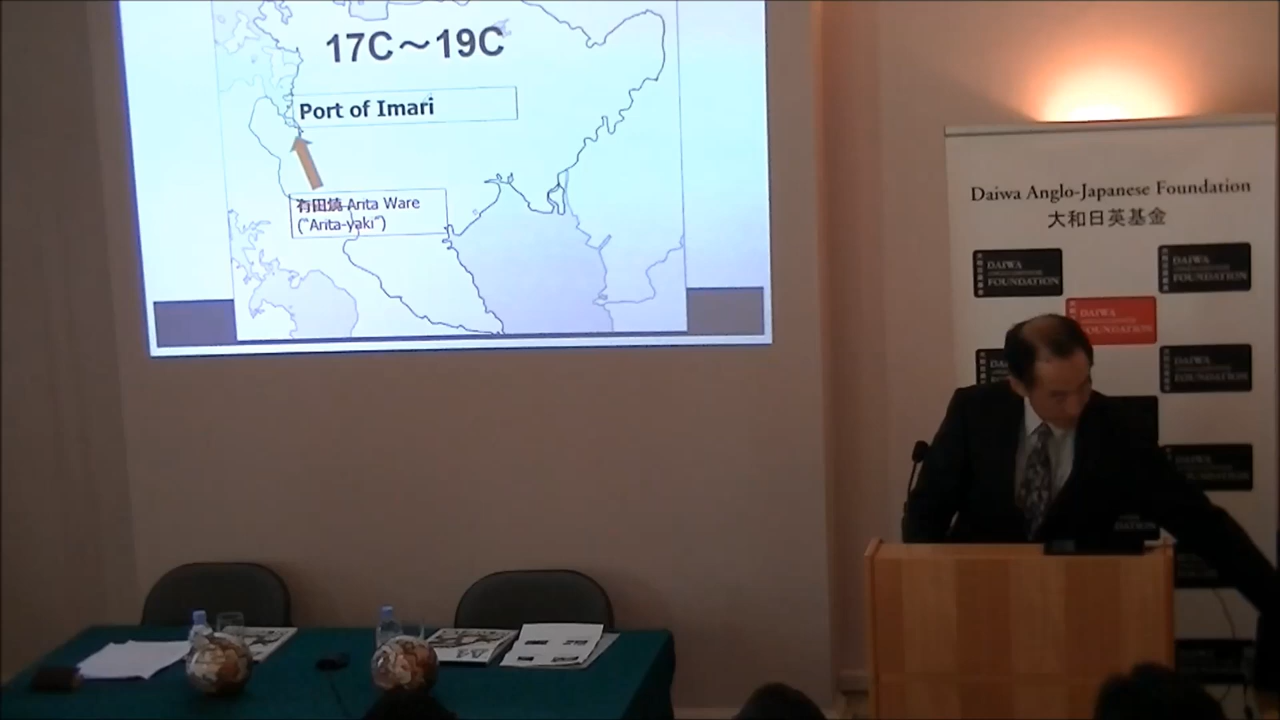 17C～19C
Port of Imari
有田焼 Arita Ware
("Arita-yaki")
Daiwa Anglo-Japanese Foundation
大和日英基金
DAIWA
FOUNDATION
DAIWA
FOUNDATION
DAIWA
FOUNDATION
DAIWA
FOUNDATION